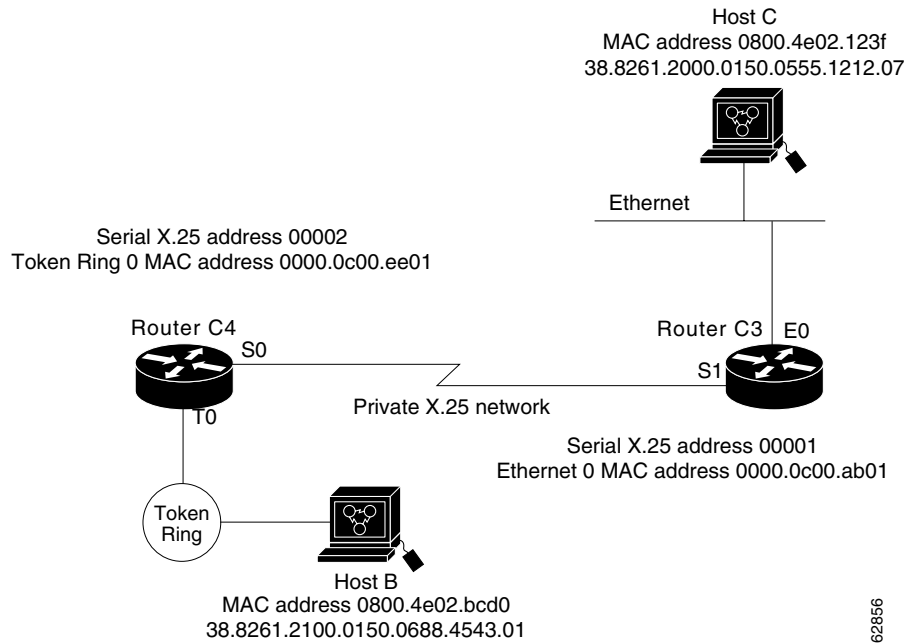 Host C
MAC address 0800.4e02.123f
38.8261.2000.0150.0555.1212.07
Ethernet
Serial X.25 address 00002
Token Ring 0 MAC address 0000.0c00.ee01
Router C4
S0
T0
Router C3
E0
S1
Private X.25 network
Serial X.25 address 00001
Ethernet 0 MAC address 0000.0c00.ab01
Token
Ring
Host B
MAC address 0800.4e02.bcd0
38.8261.2100.0150.0688.4543.01
62856